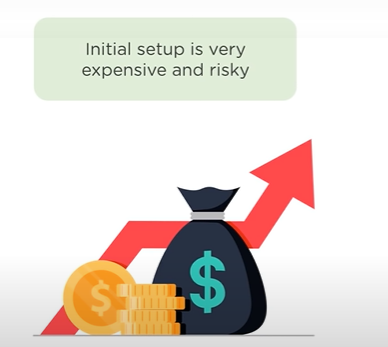 Initial setup is very
expensive and risky
$
$